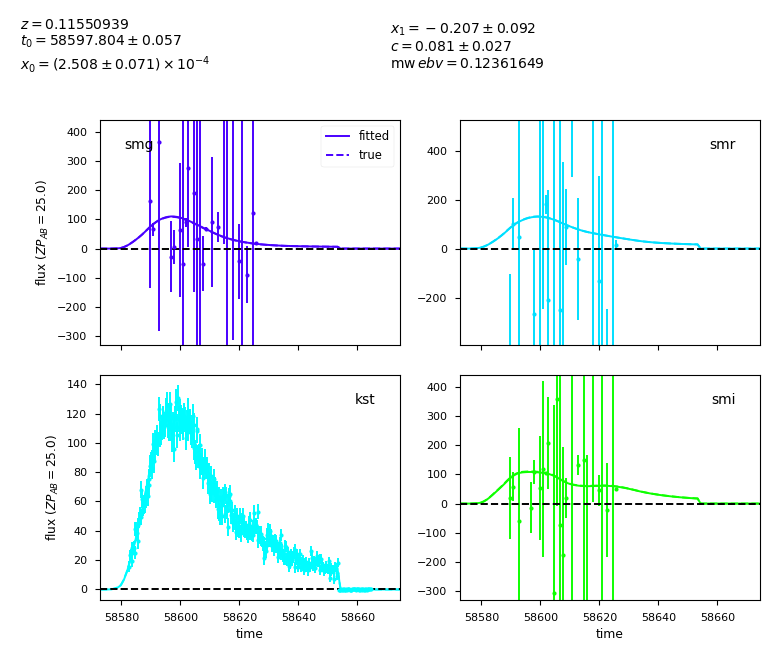 z = 0.11550939
t0 = 58597.804 ± 0.057
x0 = (2.508 ± 0.071) × 10^−4
x1 = −0.207 ± 0.092
c = 0.081 ± 0.027
mw ebv = 0.12361649
smg
fitted
true
400
300
200
100
0
−100
−200
−300
flux (ZP_AB = 25.0)
smr
400
200
0
−200
kst
140
120
100
80
60
40
20
0
flux (ZP_AB = 25.0)
58580 58600 58620 58640 58660
time
smi
400
300
200
100
0
−100
−200
−300
58580 58600 58620 58640 58660
time